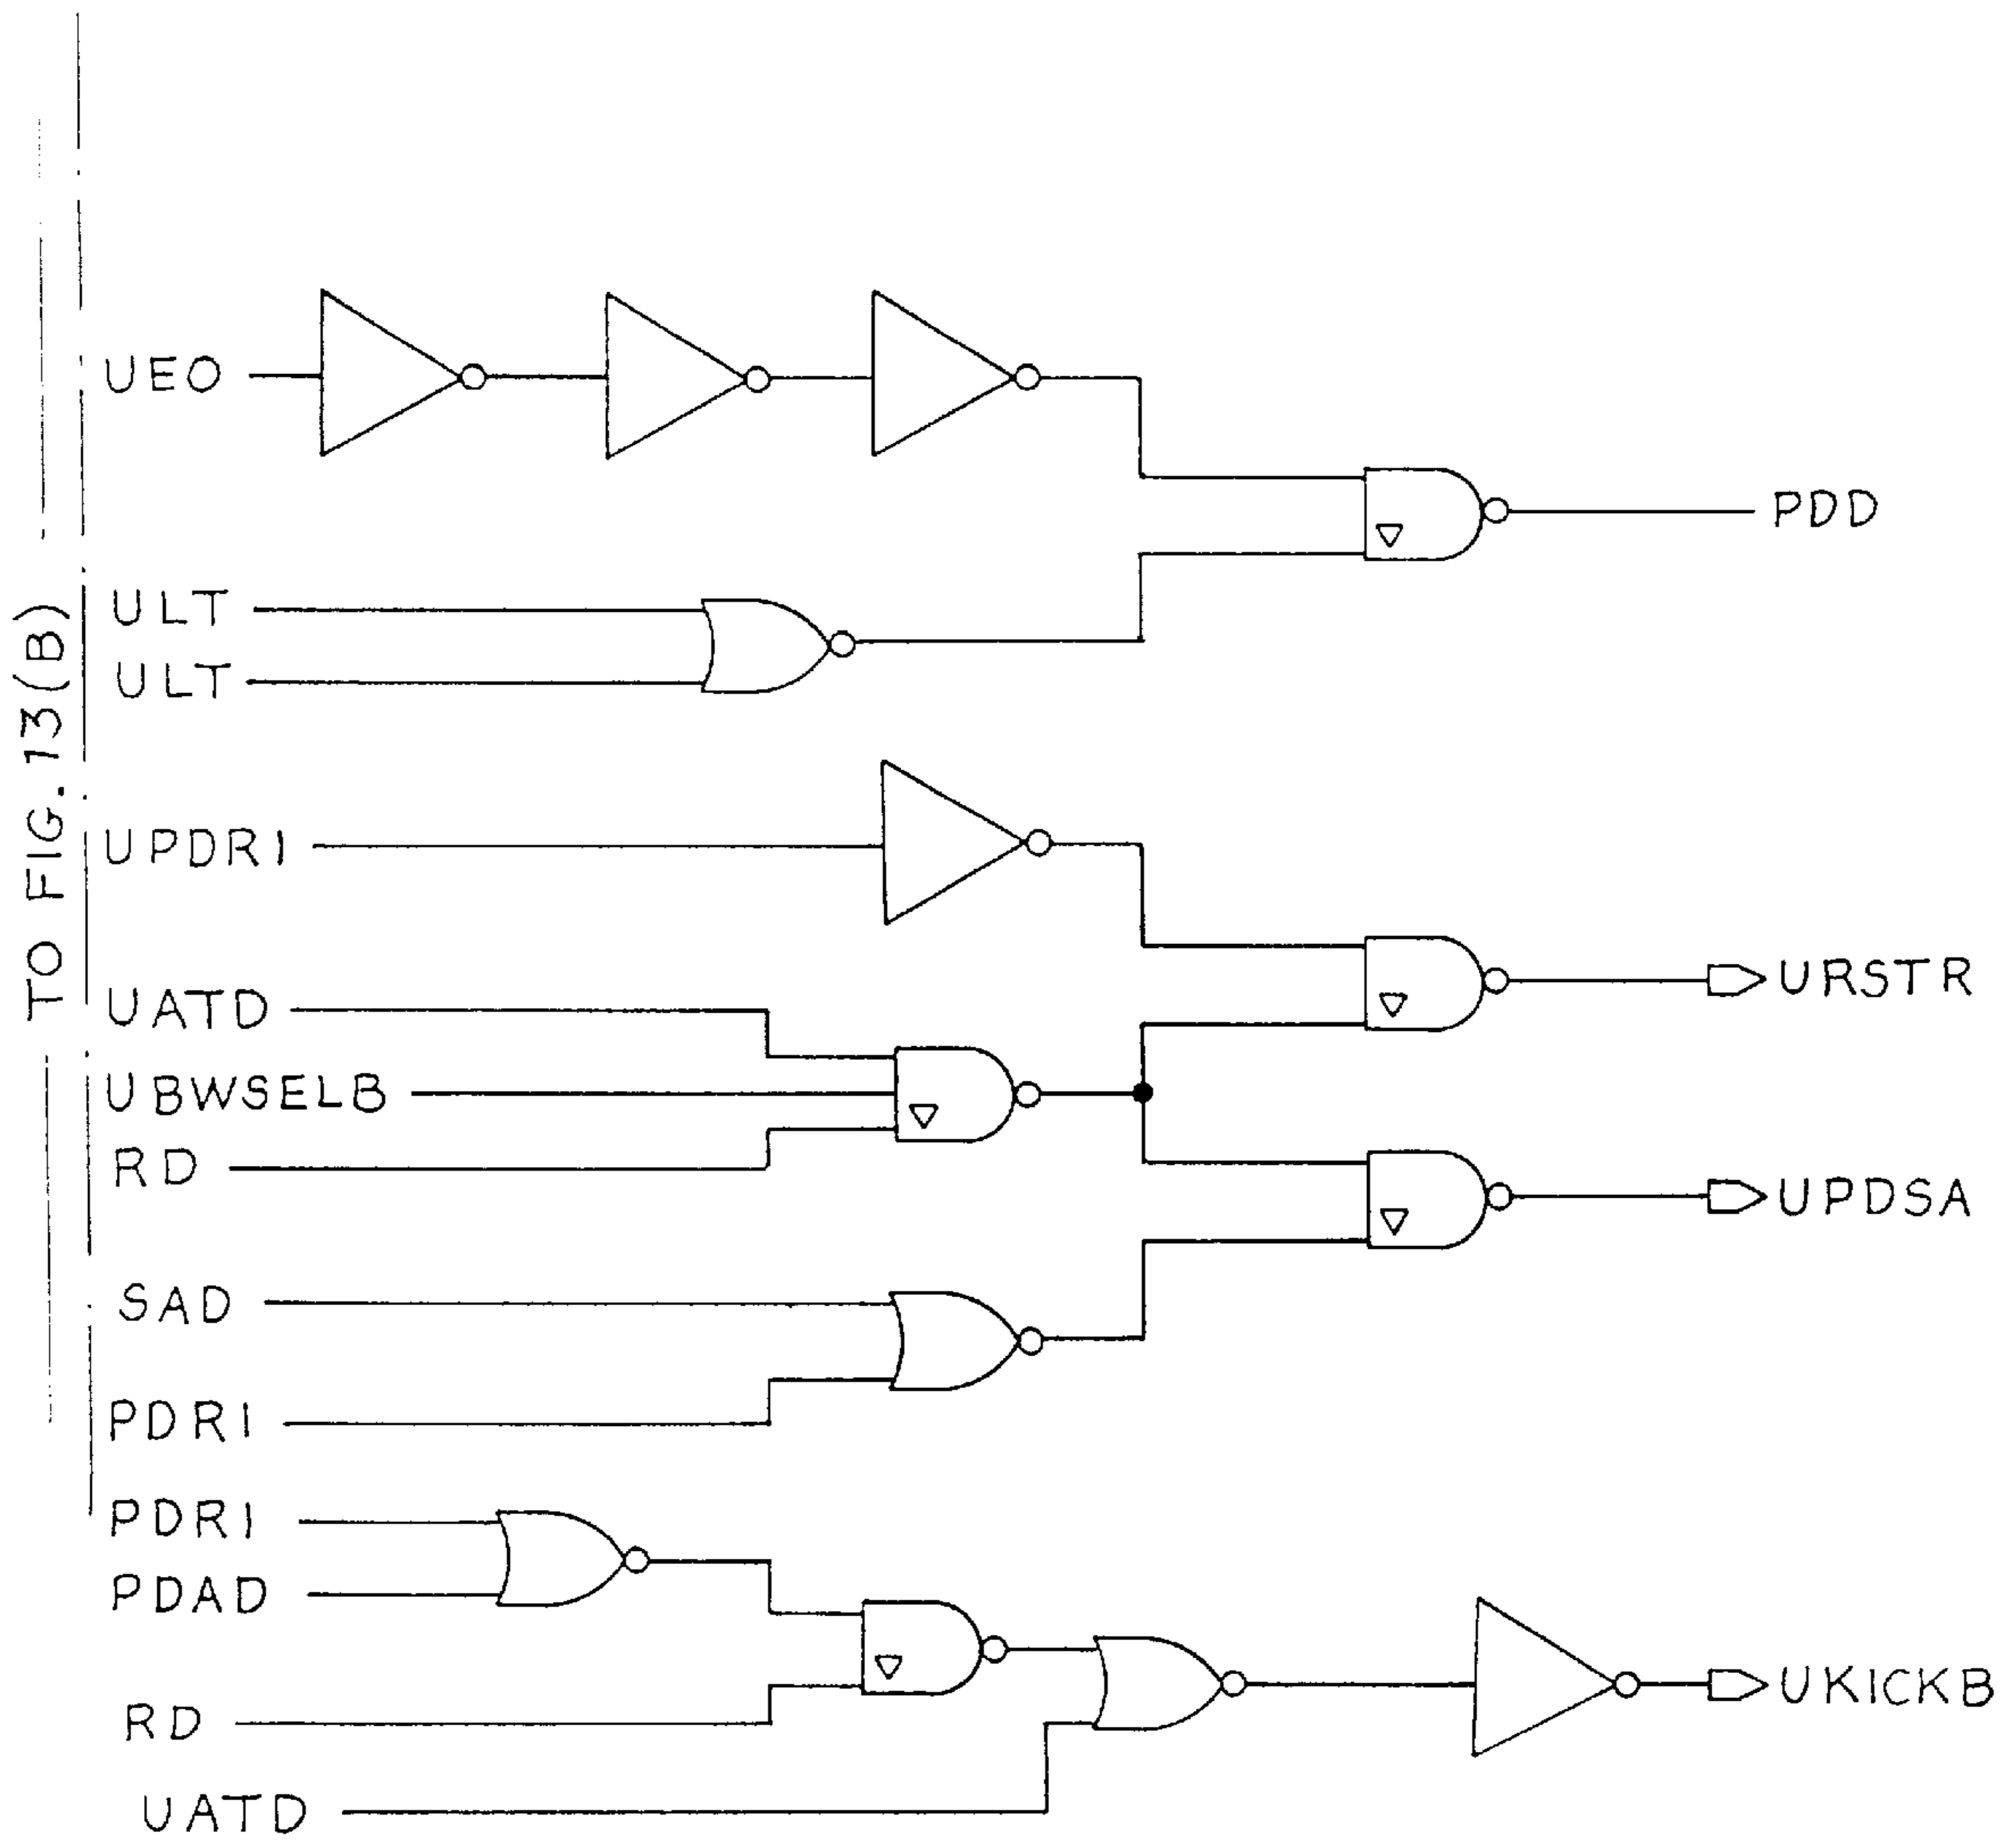 TO FIG. 13(B)
UEO
PDD
ULT
ULT
UPDRI
URSTR
UATD
UBWSELB
RD
UPDSA
SAD
PDRI
PDRI
PDAD
RD
UKICKB
UATD